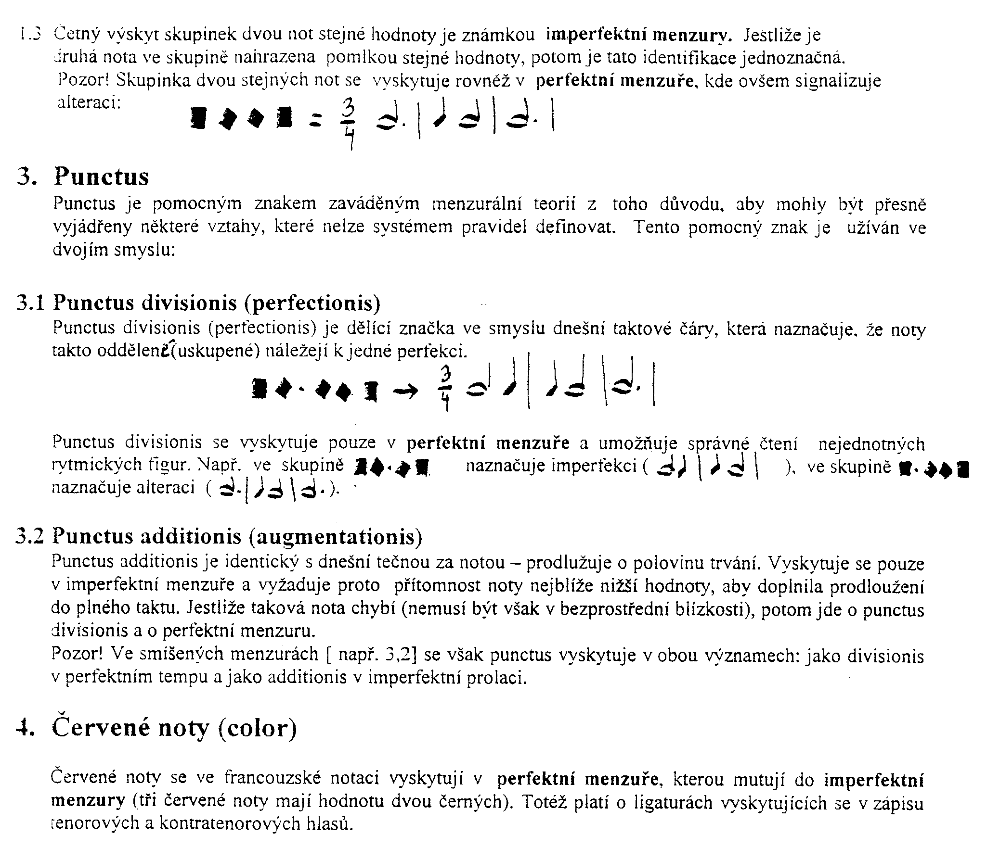 1.3 Četný výskyt skupinek dvou not stejné hodnoty je známkou imperfektní menzury. Jestliže je
druhá nota ve skupině nahrazena pomlkou stejné hodnoty, potom je tato identifikace jednoznačná.
Pozor! Skupinka dvou stejných not se vyskytuje rovněž v perfektní menzuře, kde ovšem signalizuje
alteraci:
= 3/4
3. Punctus
Punctus je pomocným znakem zaváděným menzurální teorií z toho důvodu, aby mohly být přesně
vyjádřeny některé vztahy, které nelze systémem pravidel definovat. Tento pomocný znak je užíván ve
dvojím smyslu:
3.1 Punctus divisionis (perfectionis)
Punctus divisionis (perfectionis) je dělící značka ve smyslu dnešní taktové čáry, která naznačuje, že noty
takto oddělené (uskupené) náležejí k jedné perfekci.
→ 3/4
Punctus divisionis se vyskytuje pouze v perfektní menzuře a umožňuje správné čtení nejednotných
rytmických figur. Např. ve skupině naznačuje imperfekci ( ), ve skupině
naznačuje alteraci ( ).
3.2 Punctus additionis (augmentationis)
Punctus additionis je identický s dnešní tečnou za notou – prodlužuje o polovinu trvání. Vyskytuje se pouze
v imperfektní menzuře a vyžaduje proto přítomnost noty nejblíže nižší hodnoty, aby doplnila prodloužení
do plného taktu. Jestliže taková nota chybí (nemusí být však v bezprostřední blízkosti), potom jde o punctus
divisionis a o perfektní menzuru.
Pozor! Ve smíšených menzurách [ např. 3,2] se však punctus vyskytuje v obou významech: jako divisionis
v perfektním tempu a jako additionis v imperfektní prolaci.
4. Červené noty (color)
Červené noty se ve francouzské notaci vyskytují v perfektní menzuře, kterou mutují do imperfektní
menzury (tři červené noty mají hodnotu dvou černých). Totéž platí o ligaturách vyskytujících se v zápisu
tenorových a kontratenorových hlasů.